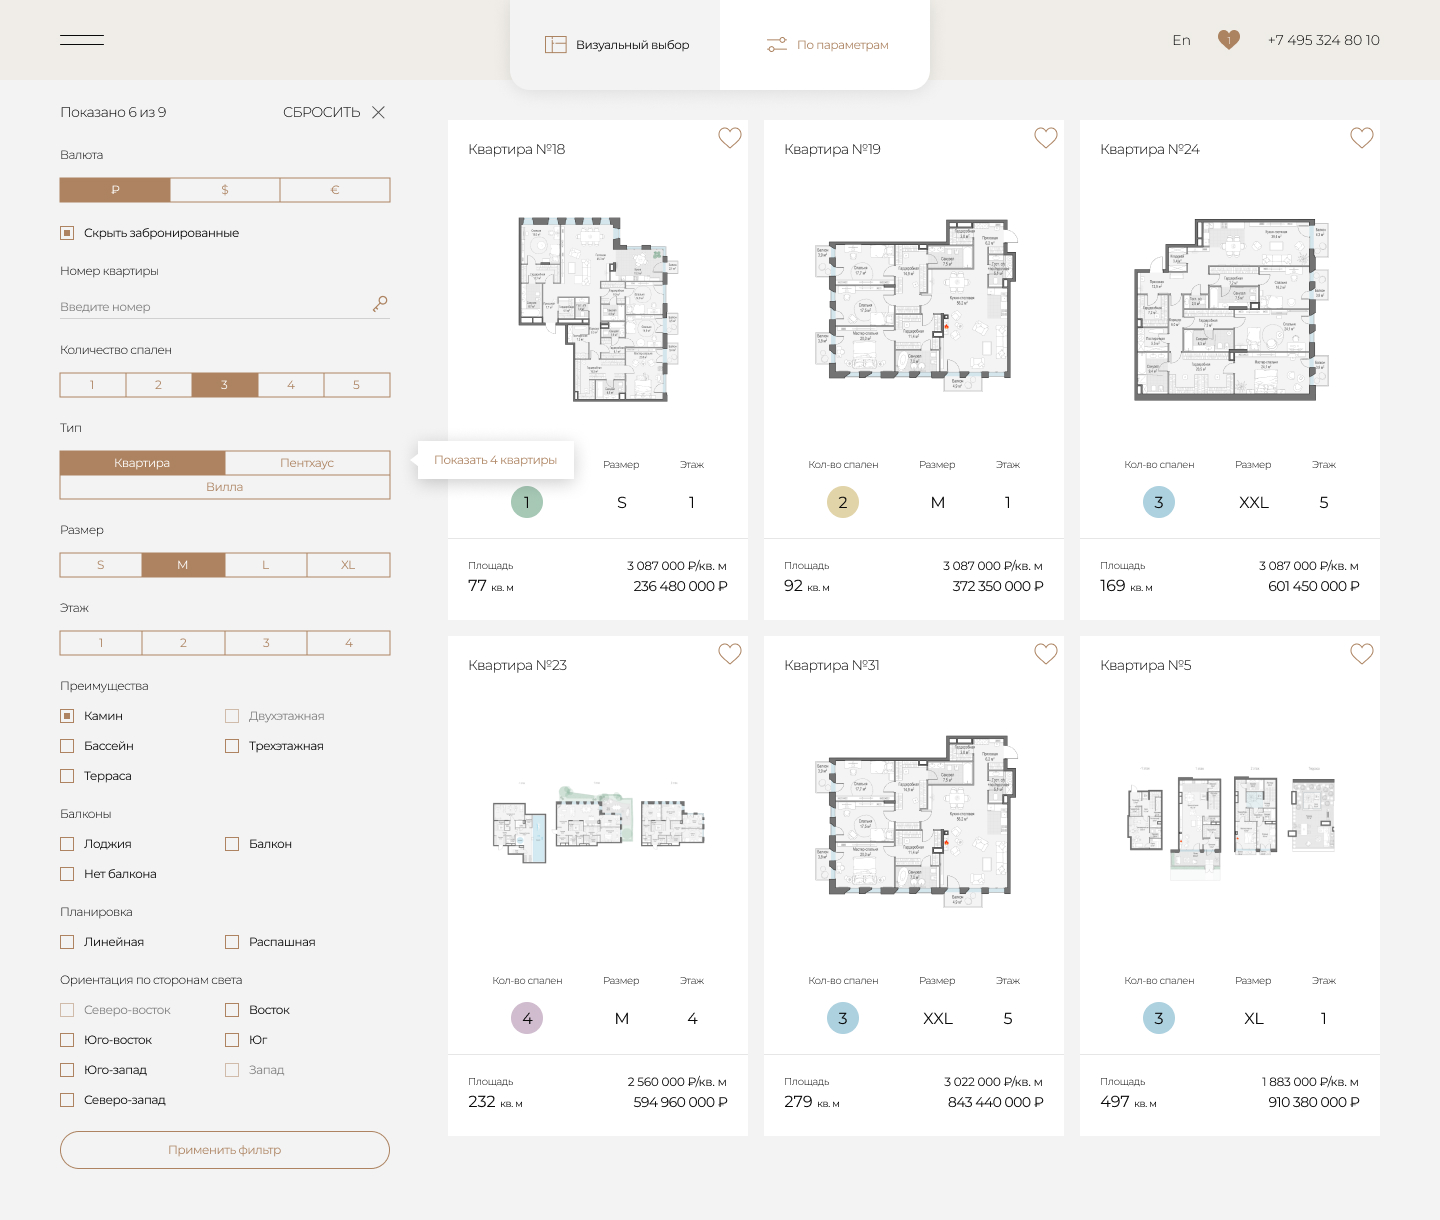 Визуальный выбор
По параметрам
En
1
+7 495 324 80 10
Показано 6 из 9
СБРОСИТЬ
Валюта
₽ $ €
Скрыть забронированные
Номер квартиры
Введите номер
Количество спален
1 2 3 4 5
Тип
Квартира Пентхаус
Вилла
Размер
S M L XL
Этаж
1 2 3 4
Преимущества
Камин Двухэтажная
Бассейн Трехэтажная
Терраса
Балконы
Лоджия Балкон
Нет балкона
Планировка
Линейная Распашная
Ориентация по сторонам света
Северо-восток Восток
Юго-восток Юг
Юго-запад Запад
Северо-запад
Применить фильтр
Показать 4 квартиры
Квартира №18
Размер Этаж
1 S 1
Площадь 3 087 000 ₽/кв. м
77 кв. м 236 480 000 ₽
Квартира №19
Кол-во спален Размер Этаж
2 M 1
Площадь 3 087 000 ₽/кв. м
92 кв. м 372 350 000 ₽
Квартира №24
Кол-во спален Размер Этаж
3 XXL 5
Площадь 3 087 000 ₽/кв. м
169 кв. м 601 450 000 ₽
Квартира №23
Кол-во спален Размер Этаж
4 M 4
Площадь 2 560 000 ₽/кв. м
232 кв. м 594 960 000 ₽
Квартира №31
Кол-во спален Размер Этаж
3 XXL 5
Площадь 3 022 000 ₽/кв. м
279 кв. м 843 440 000 ₽
Квартира №5
Кол-во спален Размер Этаж
3 XL 1
Площадь 1 883 000 ₽/кв. м
497 кв. м 910 380 000 ₽